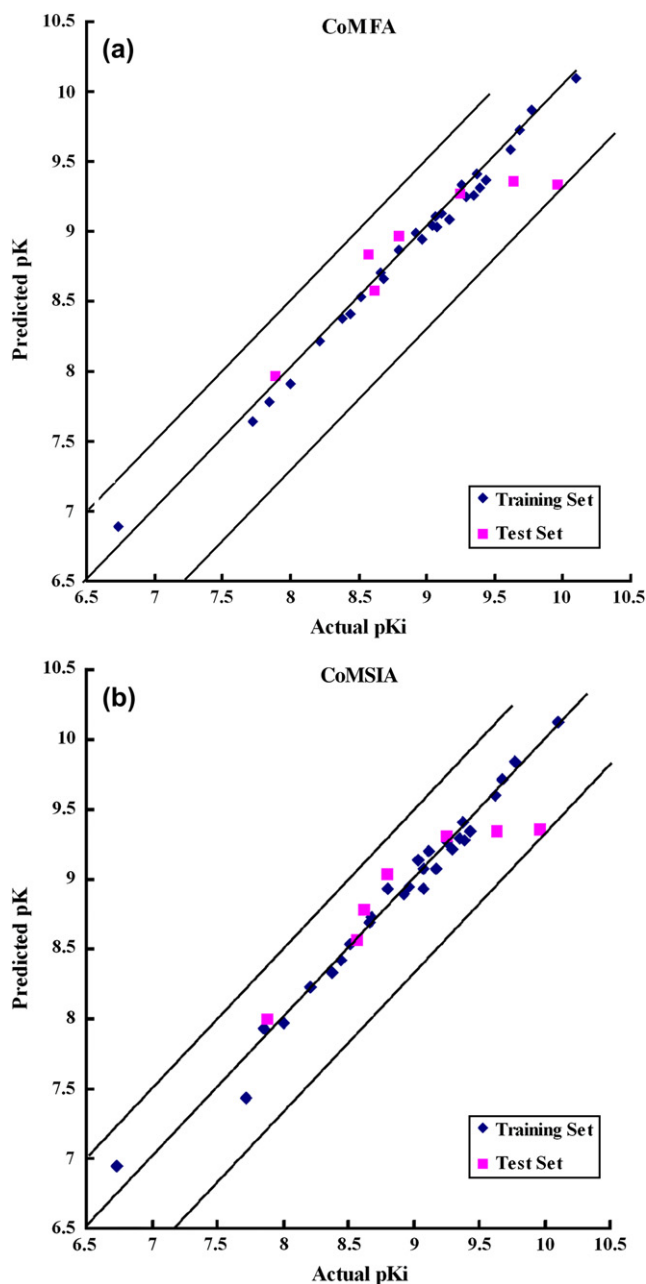 CoMFA
(a)
10.5
10
9.5
9
8.5
8
7.5
7
6.5
Predicted pK
Training Set
Test Set
6.5 7 7.5 8 8.5 9 9.5 10 10.5
Actual pKi
CoMSIA
(b)
10.5
10
9.5
9
8.5
8
7.5
7
6.5
Predicted pK
Training Set
Test Set
6.5 7 7.5 8 8.5 9 9.5 10 10.5
Actual pKi